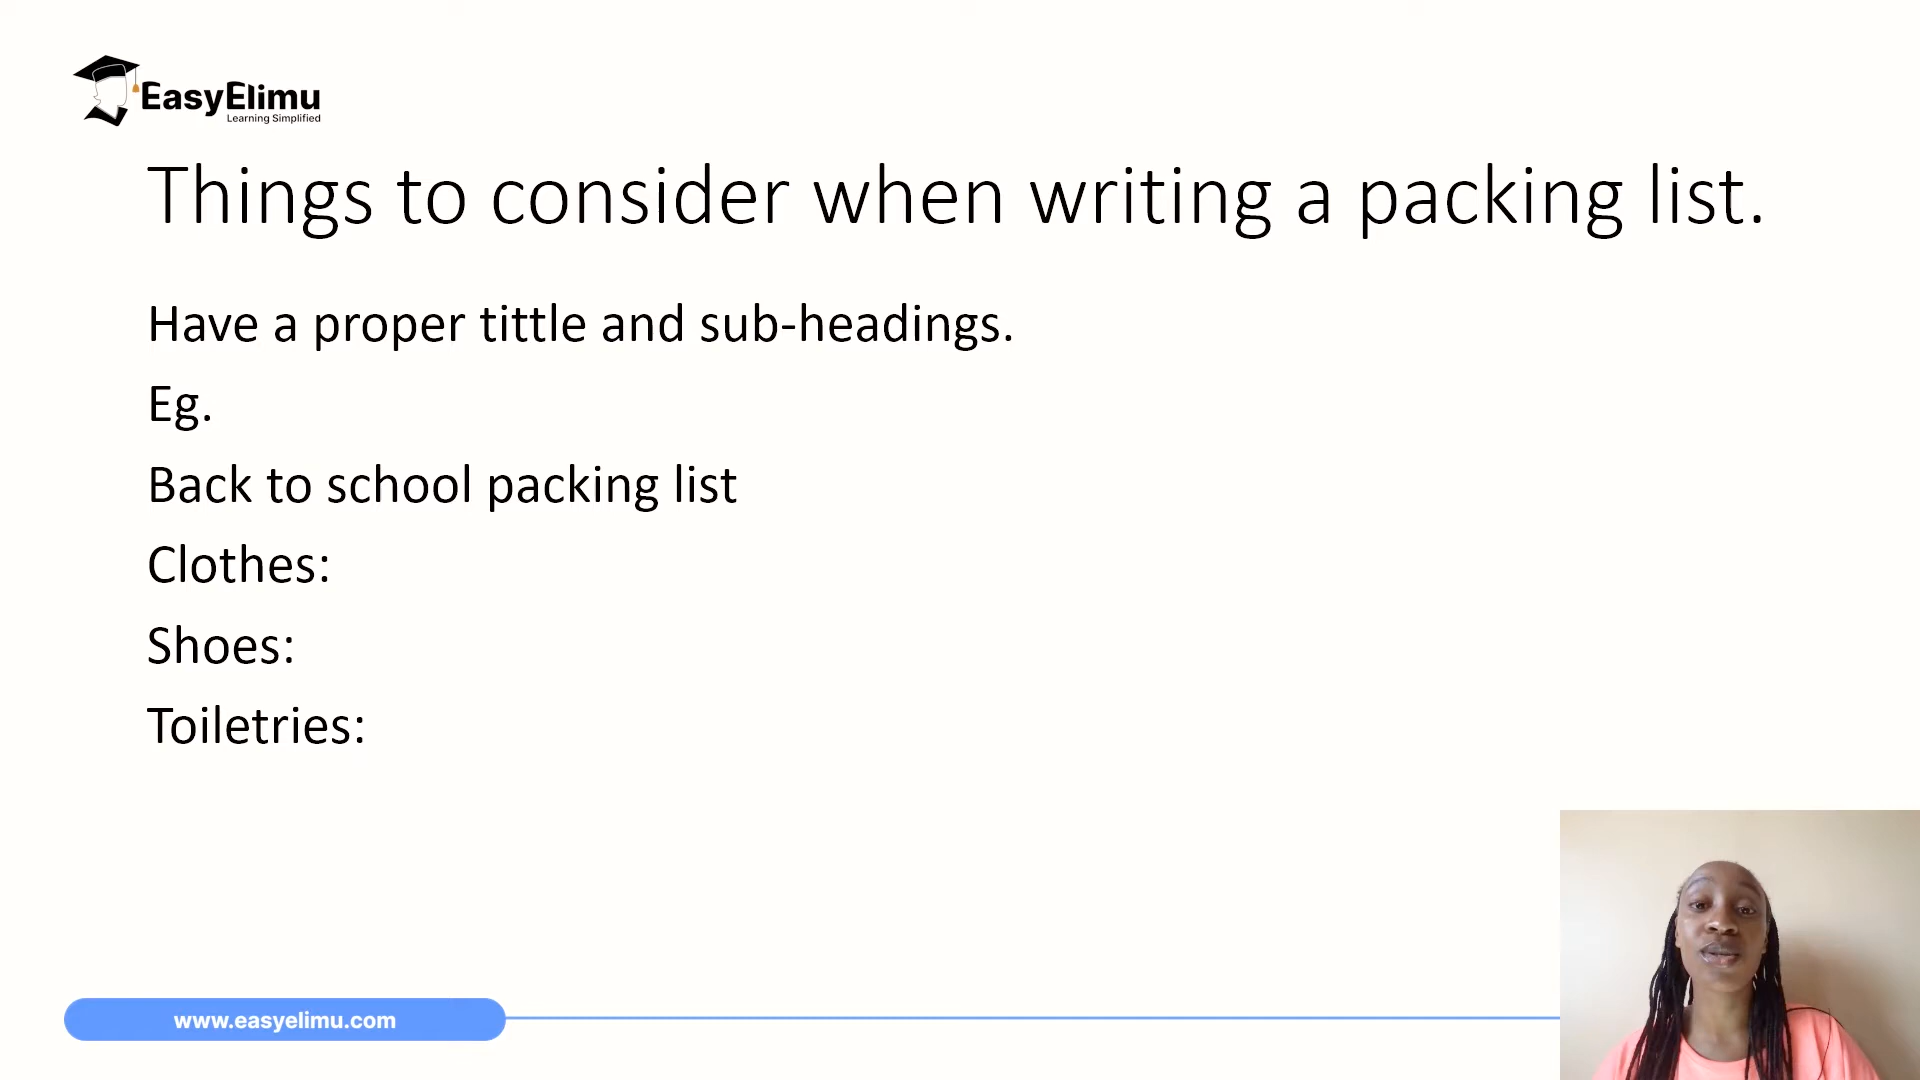 EasyElimu
Learning Simplified
Things to consider when writing a packing list.
Have a proper tittle and sub-headings.
Eg.
Back to school packing list
Clothes:
Shoes:
Toiletries:
www.easyelimu.com